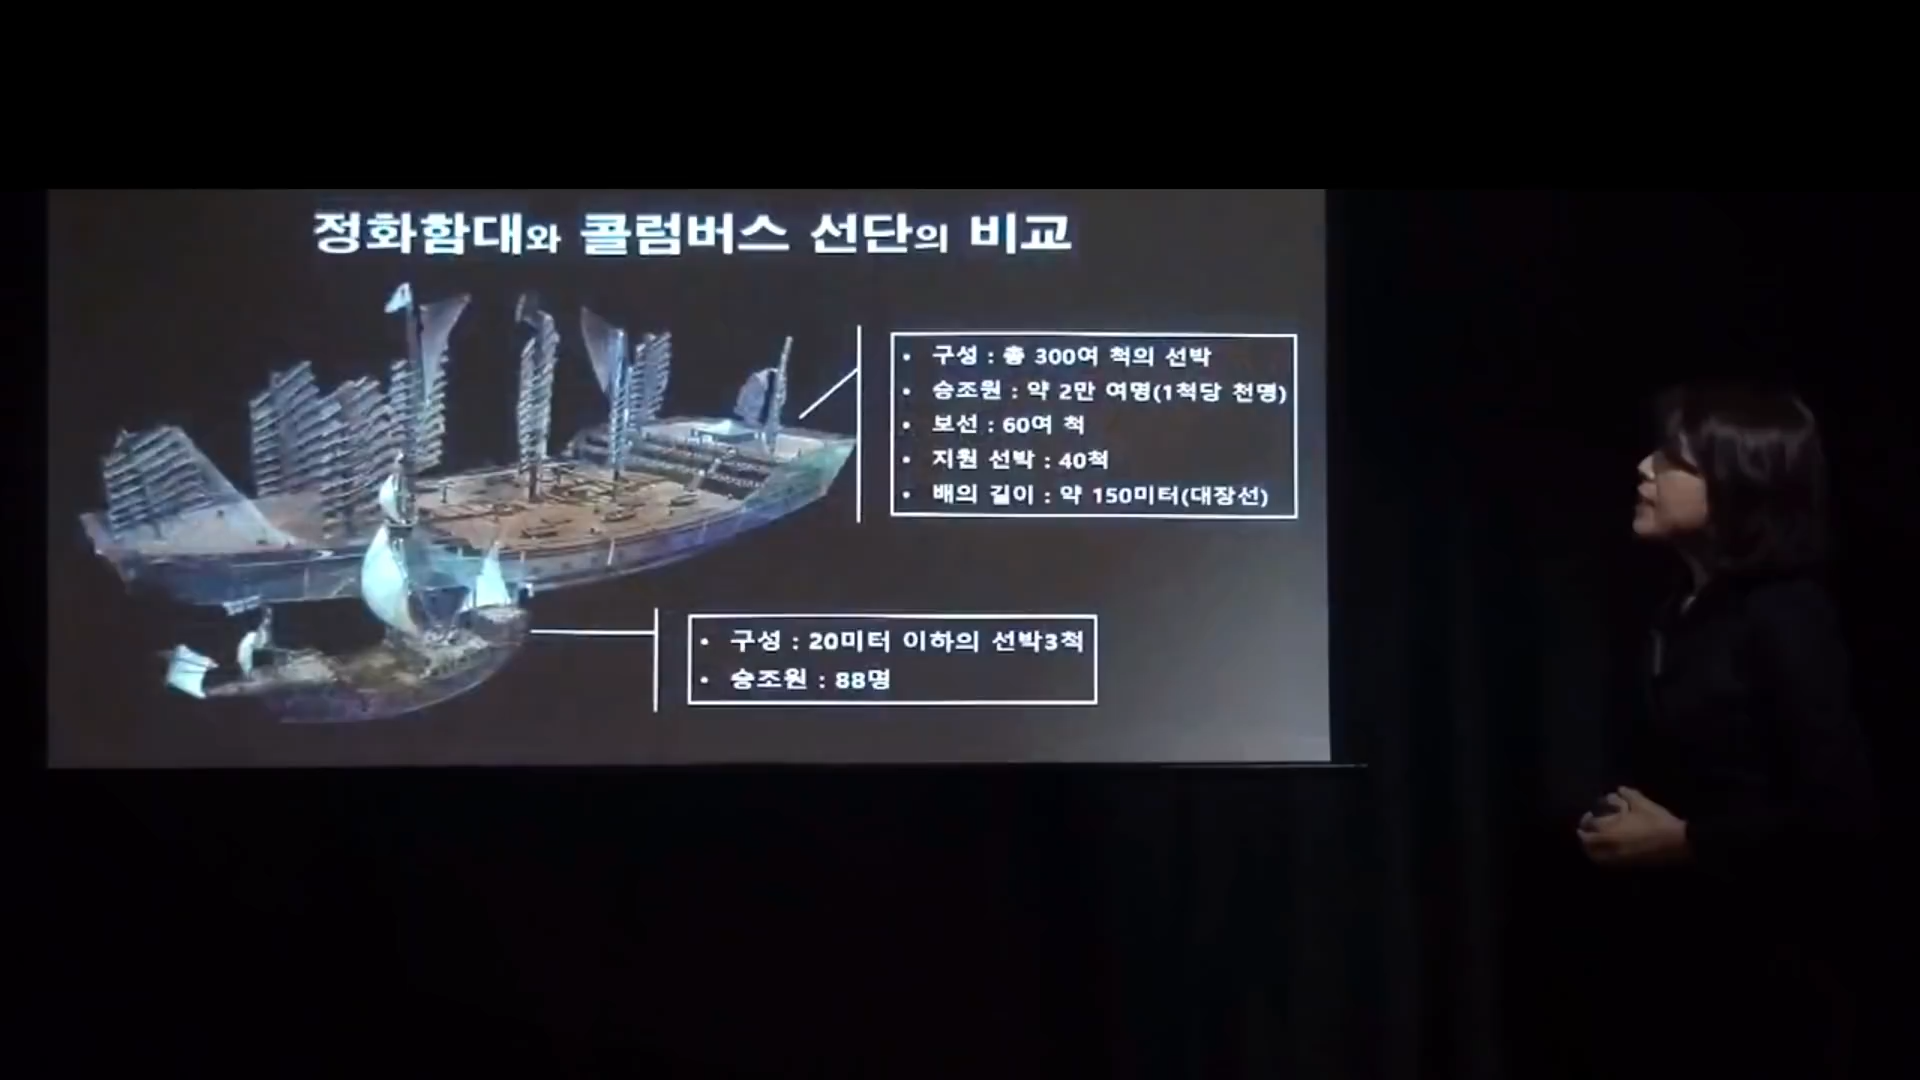 정화함대와 콜럼버스 선단의 비교
• 구성 : 총 300여 척의 선박
• 승조원 : 약 2만 여명(1척당 천명)
• 보선 : 60여 척
• 지원 선박 : 40척
• 배의 길이 : 약 150미터(대장선)
• 구성 : 20미터 이하의 선박3척
• 승조원 : 88명